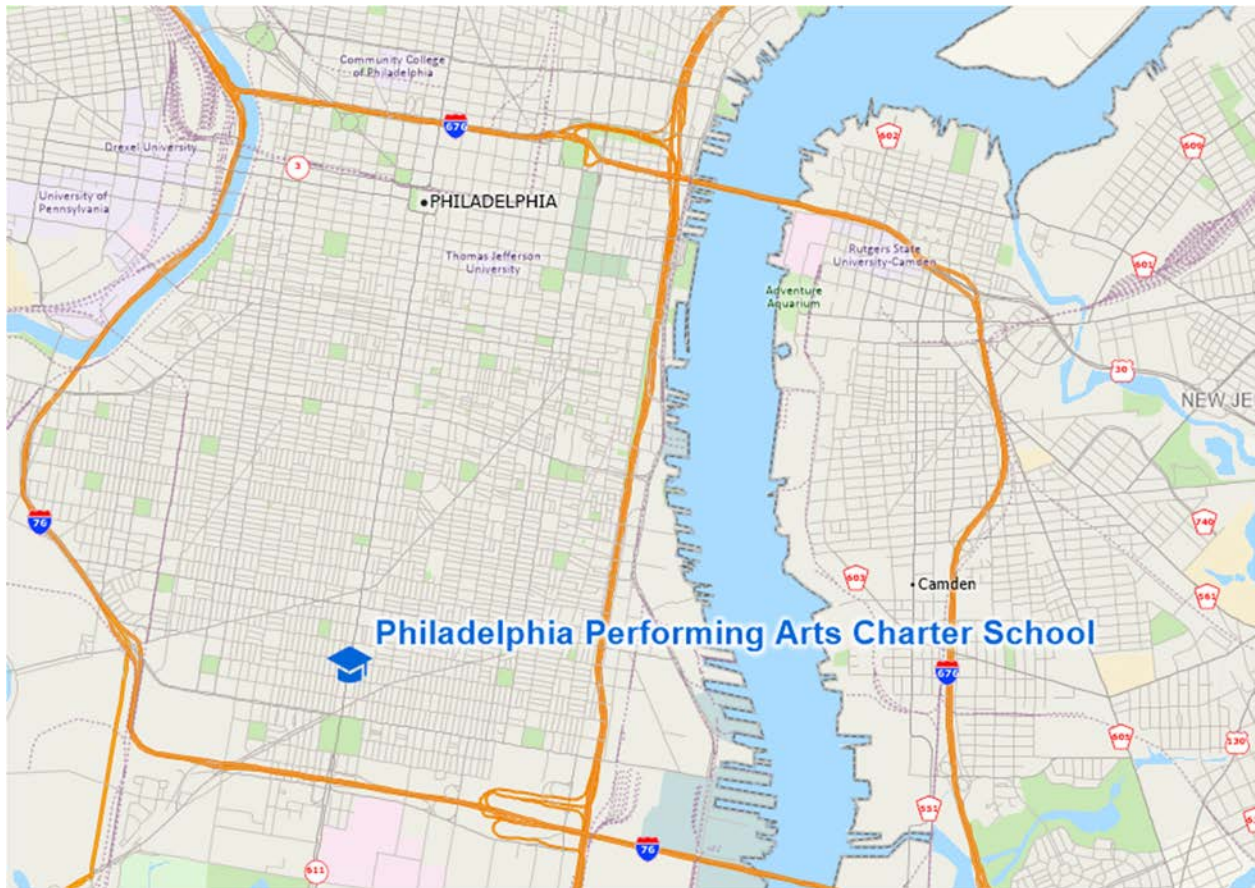 Community College
of Philadelphia
676
602
609
Drexel University
3
University of
Pennsylvania
PHILADELPHIA
Thomas Jefferson
University
Rutgers State
University-Camden
601
Adventure
Aquarium
30
NEW JE
76
740
603
Camden
561
Philadelphia Performing Arts Charter School
676
605
130
551
76
611